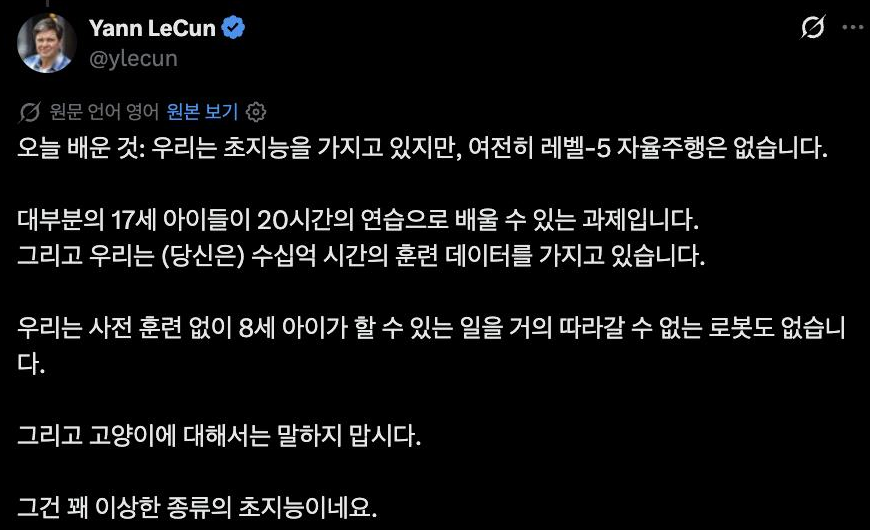 Yann LeCun
@ylecun
원문 언어 영어 원본 보기
오늘 배운 것: 우리는 초지능을 가지고 있지만, 여전히 레벨-5 자율주행은 없습니다.
대부분의 17세 아이들이 20시간의 연습으로 배울 수 있는 과제입니다.
그리고 우리는 (당신은) 수십억 시간의 훈련 데이터를 가지고 있습니다.
우리는 사전 훈련 없이 8세 아이가 할 수 있는 일을 거의 따라갈 수 없는 로봇도 없습니
다.
그리고 고양이에 대해서는 말하지 맙시다.
그건 꽤 이상한 종류의 초지능이네요.